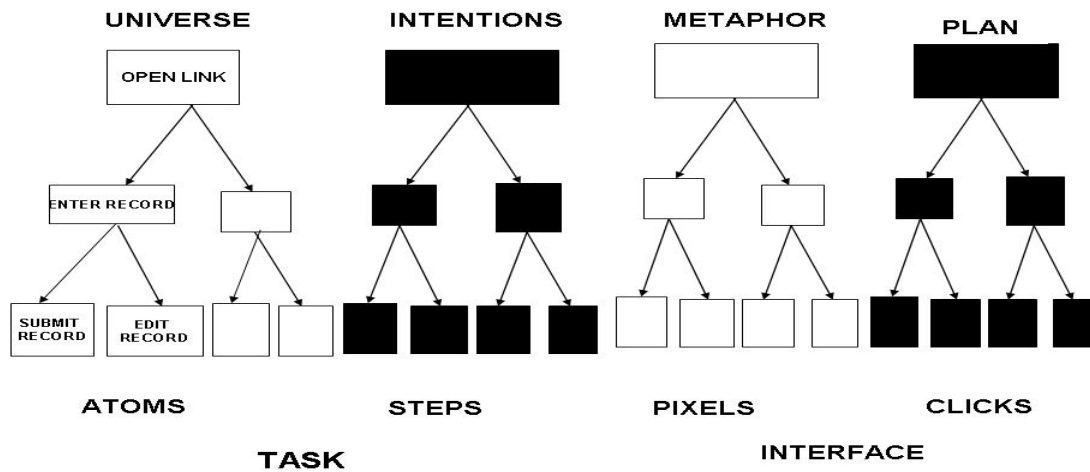 UNIVERSE INTENTIONS METAPHOR PLAN
OPEN LINK
ENTER RECORD
SUBMIT
RECORD
EDIT
RECORD
ATOMS STEPS PIXELS CLICKS
TASK INTERFACE